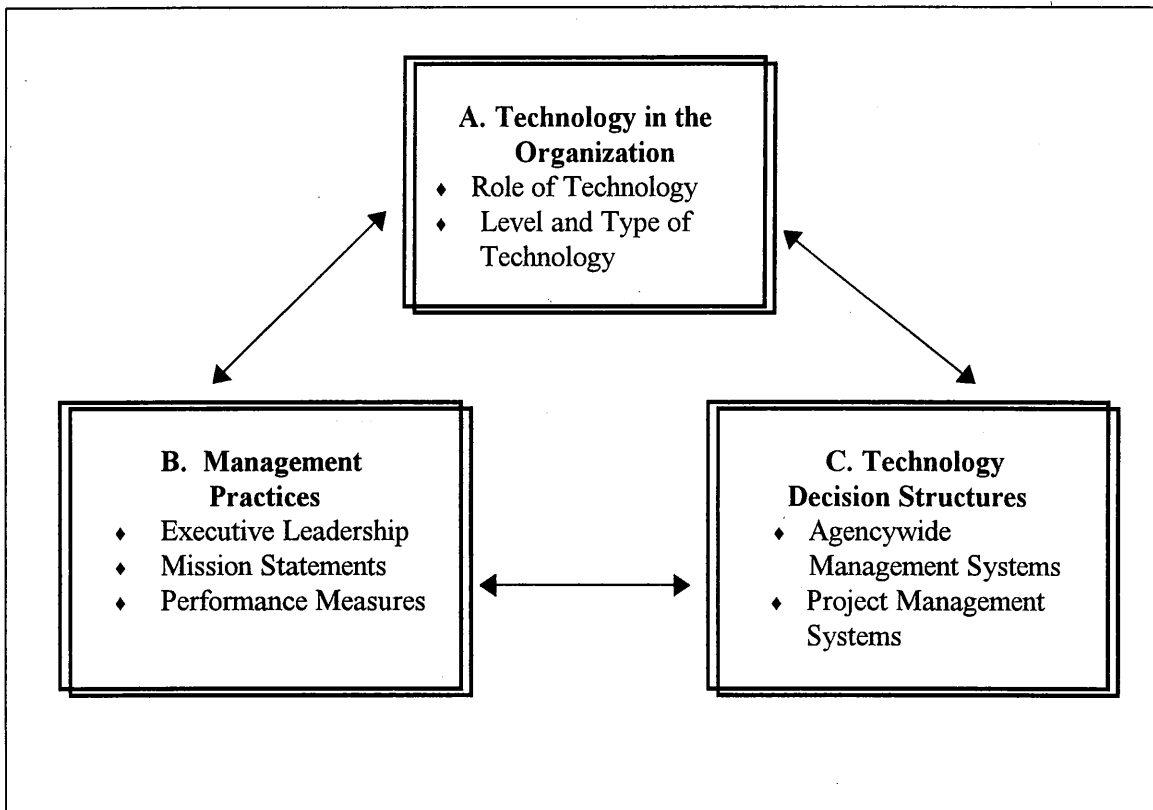 A. Technology in the
Organization
♦ Role of Technology
♦ Level and Type of
Technology
B. Management
Practices
♦ Executive Leadership
♦ Mission Statements
♦ Performance Measures
C. Technology
Decision Structures
♦ Agencywide
Management Systems
♦ Project Management
Systems